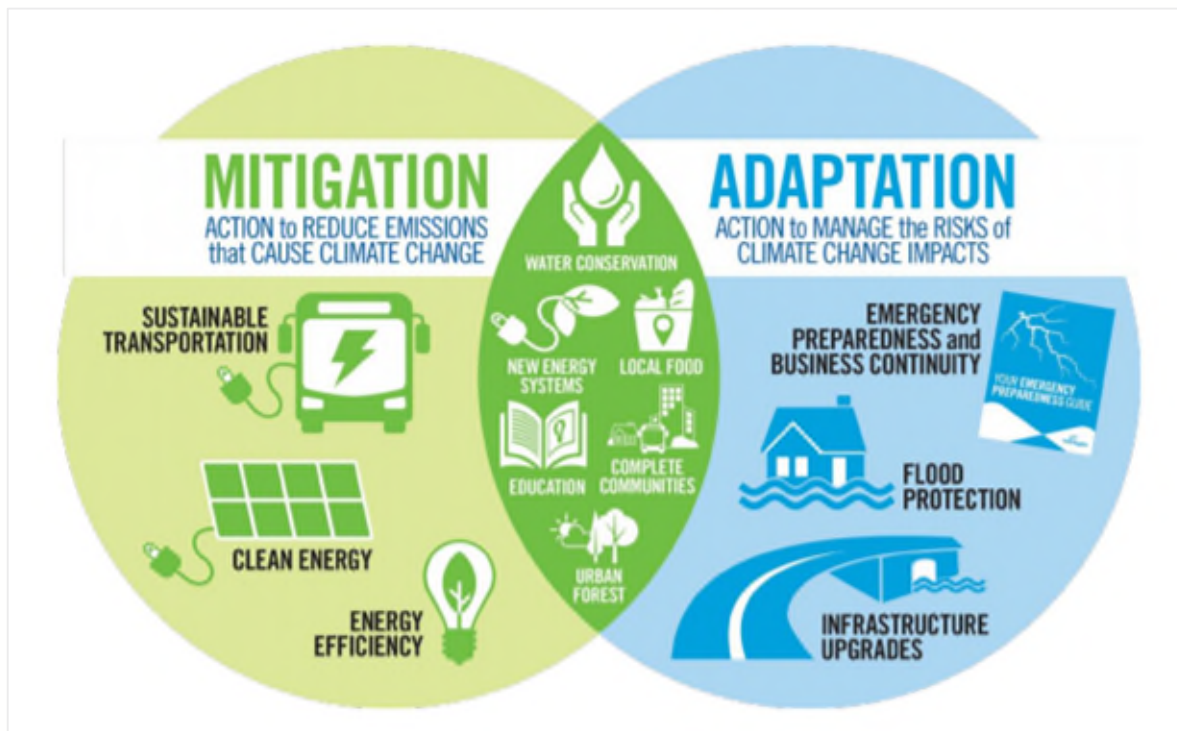 MITIGATION
ACTION to REDUCE EMISSIONS
that CAUSE CLIMATE CHANGE
SUSTAINABLE
TRANSPORTATION
CLEAN ENERGY
ENERGY
EFFICIENCY
WATER CONSERVATION
NEW ENERGY
SYSTEMS
LOCAL FOOD
EDUCATION
COMPLETE
COMMUNITIES
URBAN
FOREST
ADAPTATION
ACTION to MANAGE the RISKS of
CLIMATE CHANGE IMPACTS
EMERGENCY
PREPAREDNESS and
BUSINESS CONTINUITY
YOUR EMERGENCY
PREPAREDNESS GUIDE
FLOOD
PROTECTION
INFRASTRUCTURE
UPGRADES